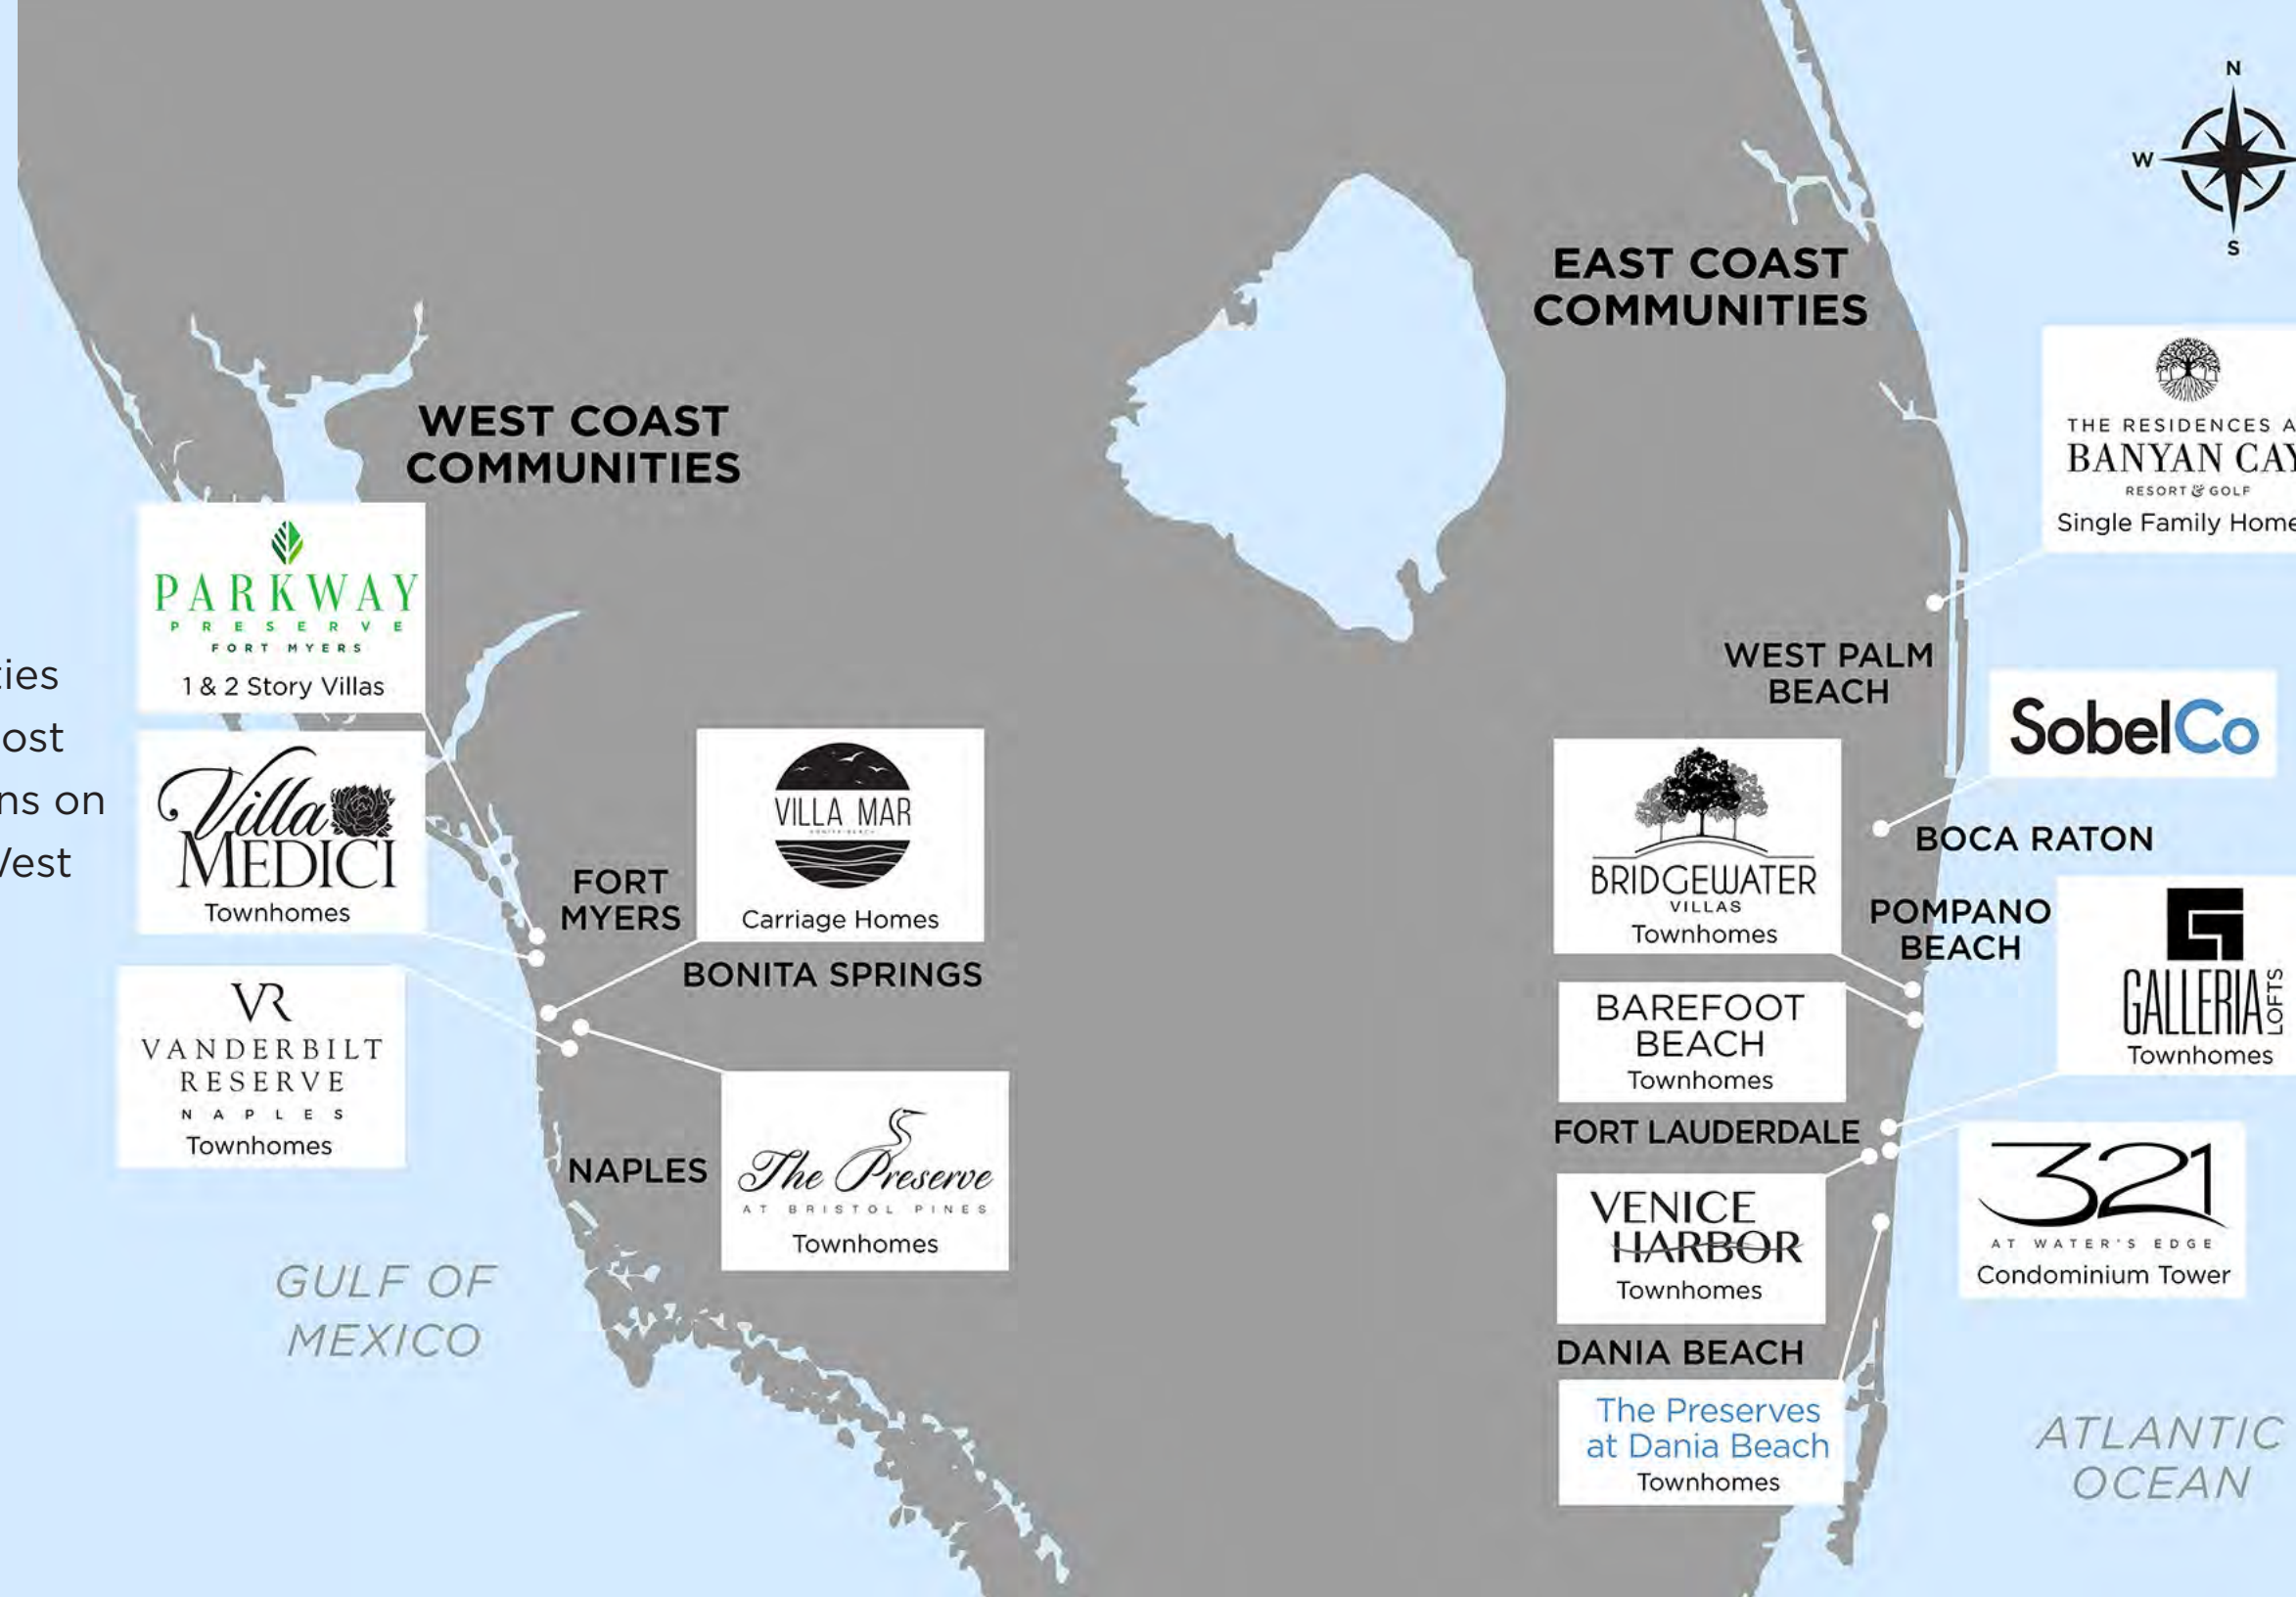 ties
ost
ns on
West
WEST COAST
COMMUNITIES
PARKWAY
PRESERVE
FORT MYERS
1 & 2 Story Villas
Villa
MEDICI
Townhomes
VR
VANDERBILT
RESERVE
NAPLES
Townhomes
FORT
MYERS
VILLA MAR
BONITA BEACH
Carriage Homes
BONITA SPRINGS
NAPLES
The Preserve
AT BRISTOL PINES
Townhomes
GULF OF
MEXICO
EAST COAST
COMMUNITIES
N
W
S
THE RESIDENCES A
BANYAN CAY
RESORT & GOLF
Single Family Home
WEST PALM
BEACH
SobelCo
BOCA RATON
BRIDGEWATER
VILLAS
Townhomes
POMPANO
BEACH
BAREFOOT
BEACH
Townhomes
GALLERIA
LOFTS
Townhomes
FORT LAUDERDALE
VENICE
HARBOR
Townhomes
321
AT WATER'S EDGE
Condominium Tower
DANIA BEACH
The Preserves
at Dania Beach
Townhomes
ATLANTIC
OCEAN